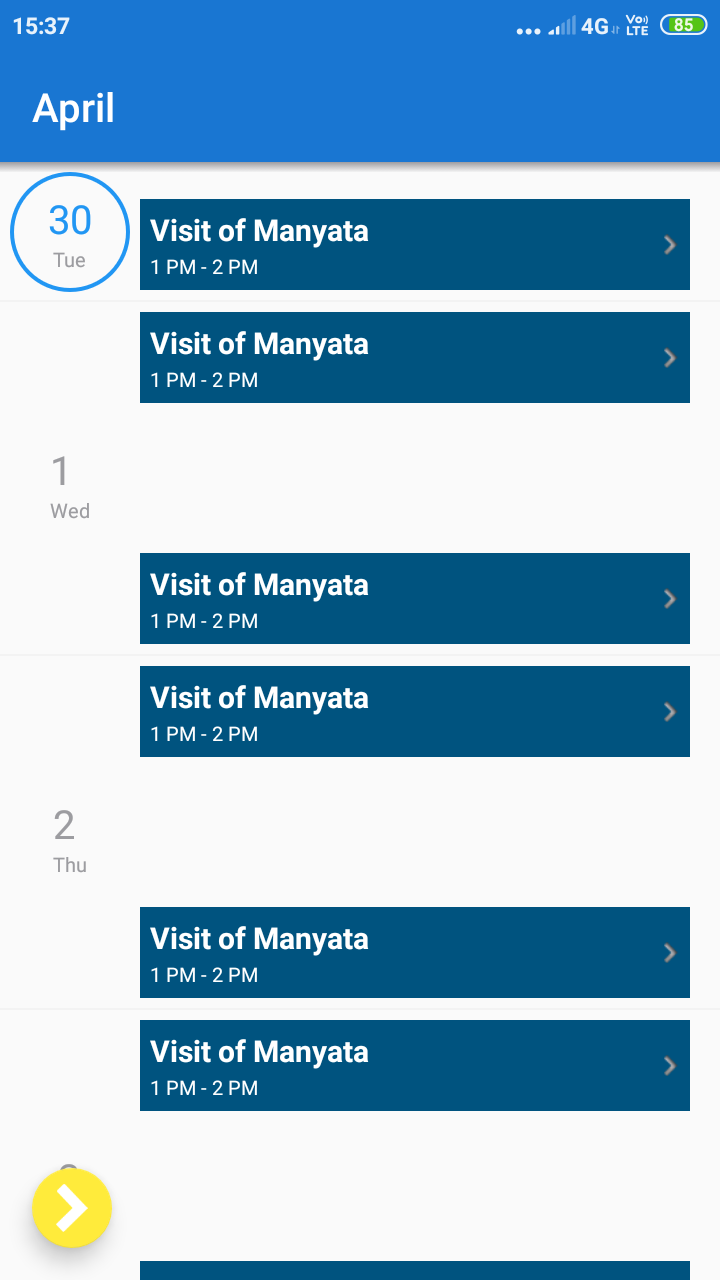 15:37
4G
Vo))
LTE
85
April
30
Tue
Visit of Manyata
1 PM - 2 PM
Visit of Manyata
1 PM - 2 PM
1
Wed
Visit of Manyata
1 PM - 2 PM
Visit of Manyata
1 PM - 2 PM
2
Thu
Visit of Manyata
1 PM - 2 PM
Visit of Manyata
1 PM - 2 PM